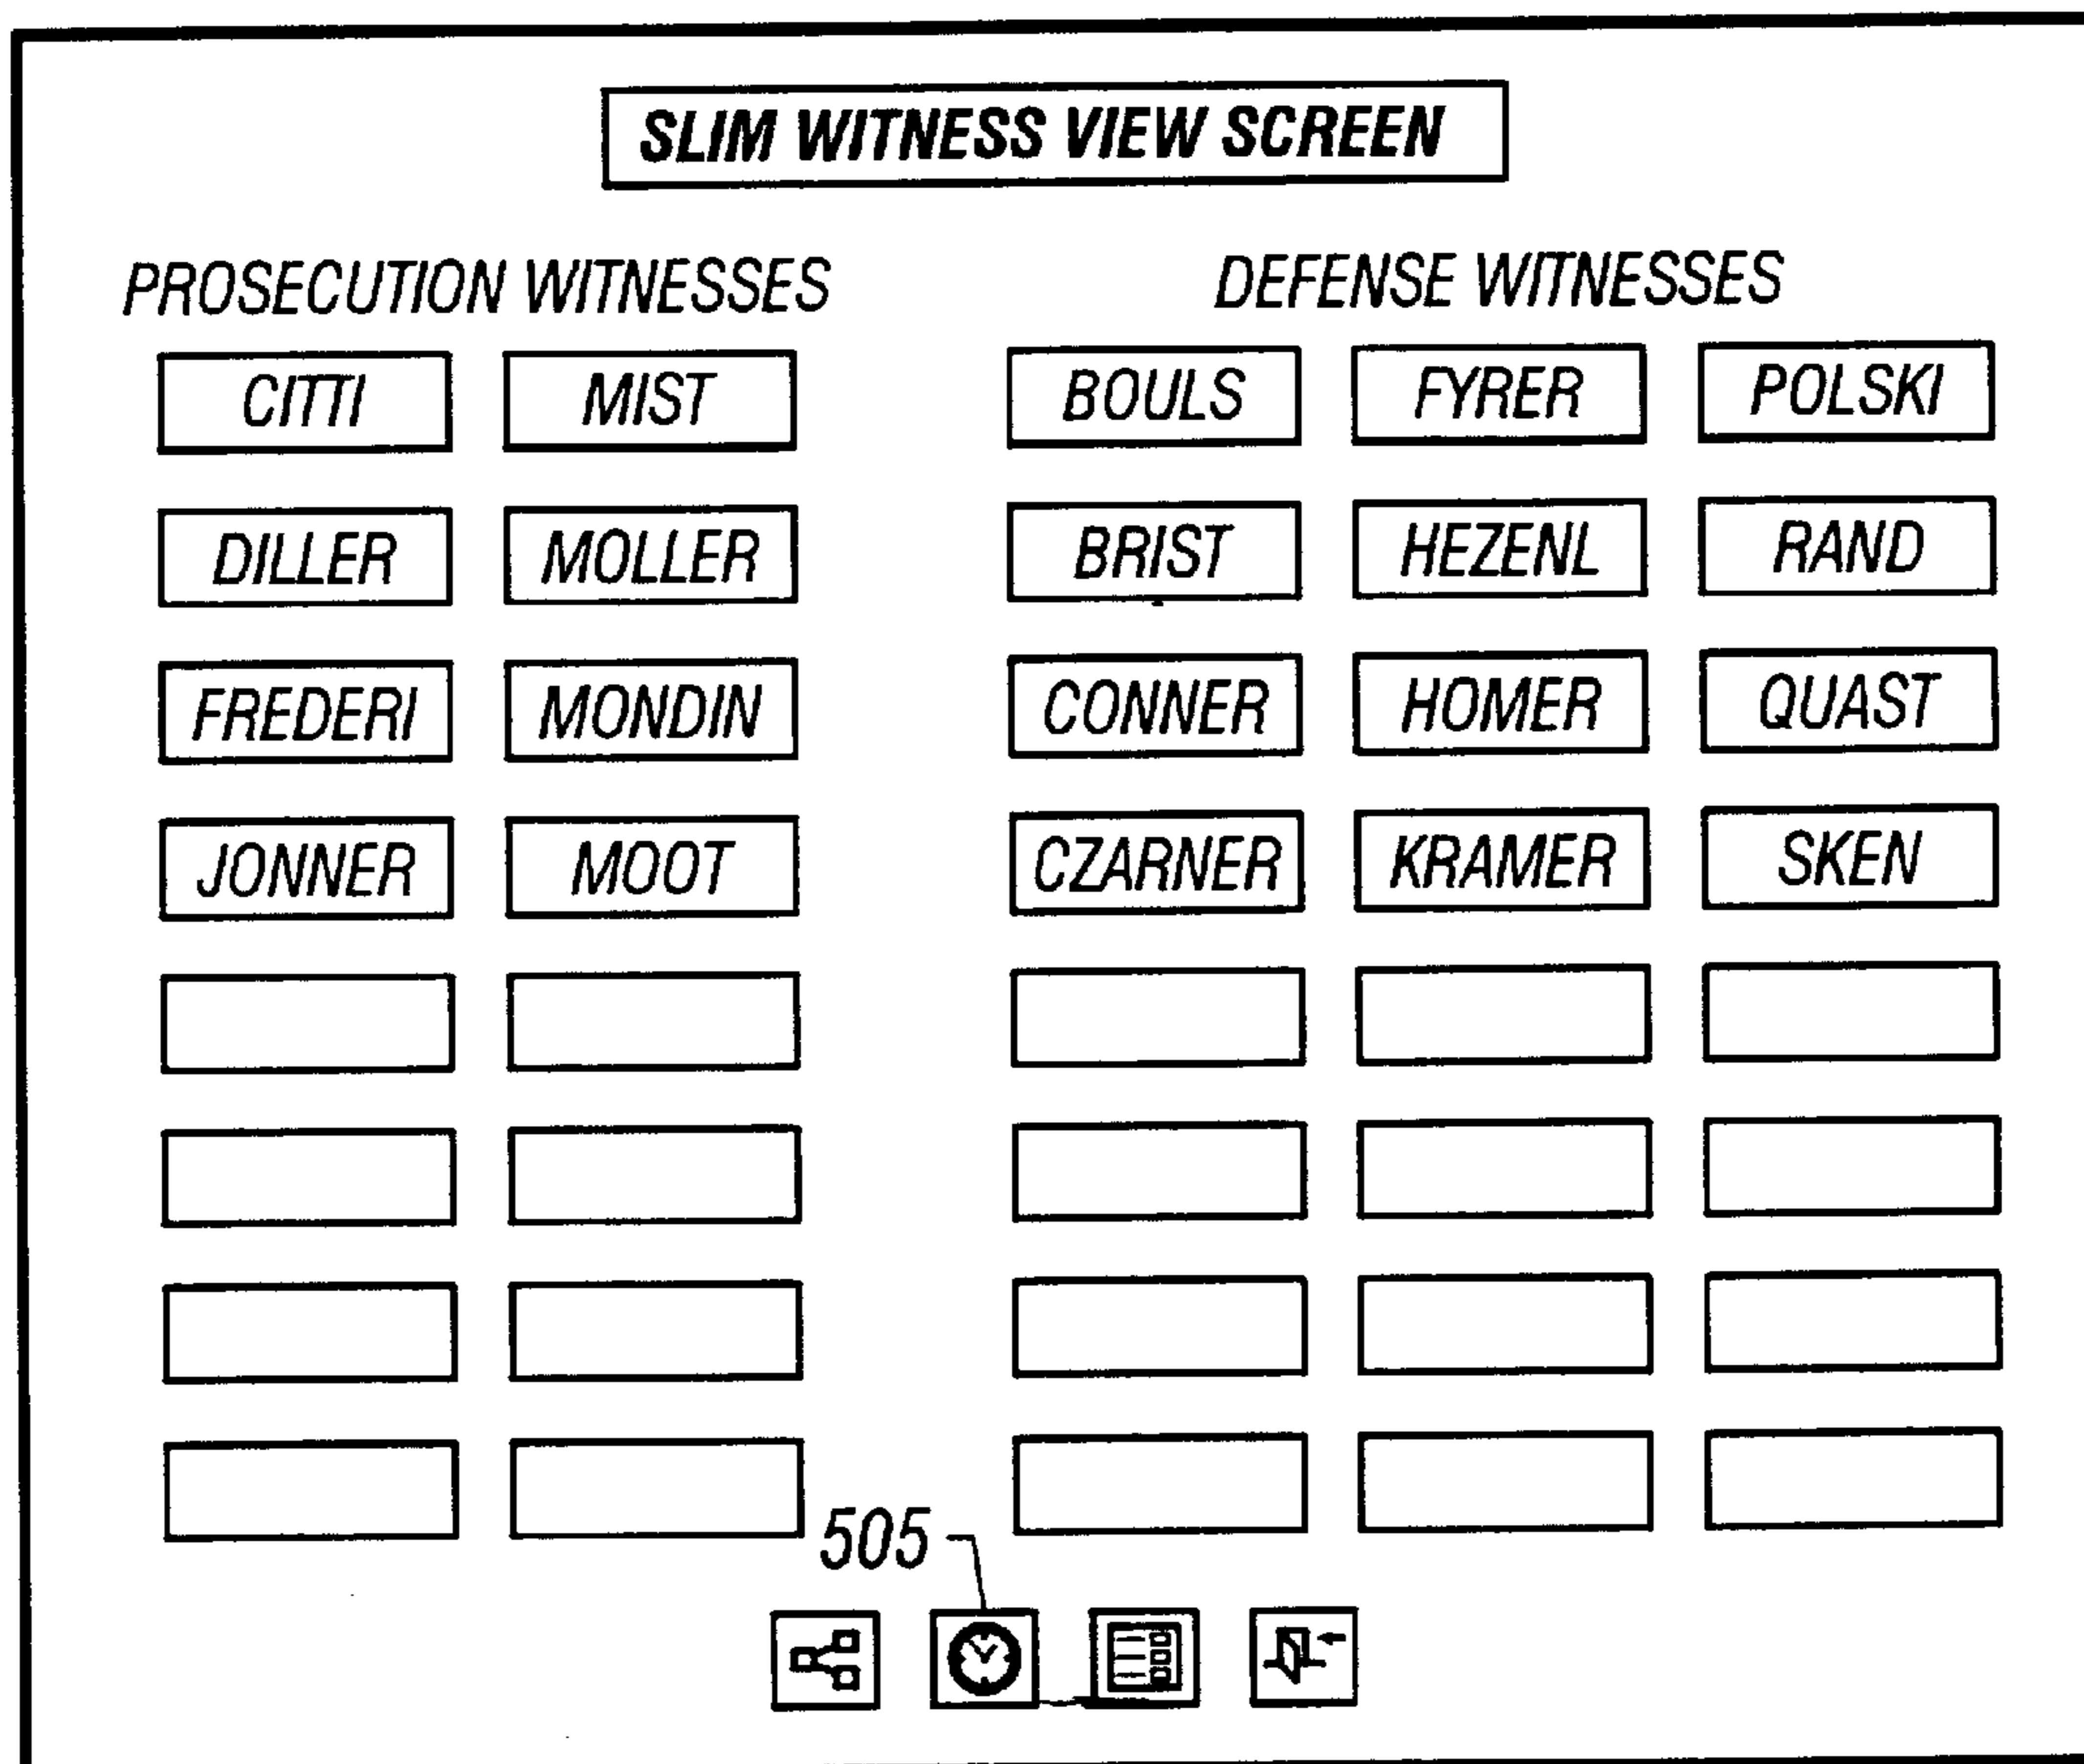 SLIM WITNESS VIEW SCREEN
PROSECUTION WITNESSES DEFENSE WITNESSES
CITTI MIST BOULS FYRER POLSKI
DILLER MOLLER BRIST HEZENL RAND
FREDERI MONDIN CONNER HOMER QUAST
JONNER MOOT CZARNER KRAMER SKEN
505